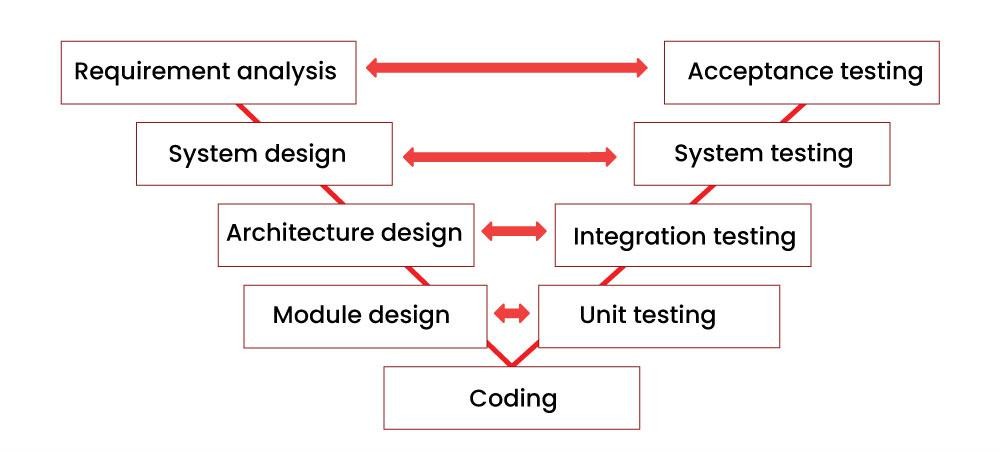 Requirement analysis
Acceptance testing
System design
System testing
Architecture design
Integration testing
Module design
Unit testing
Coding